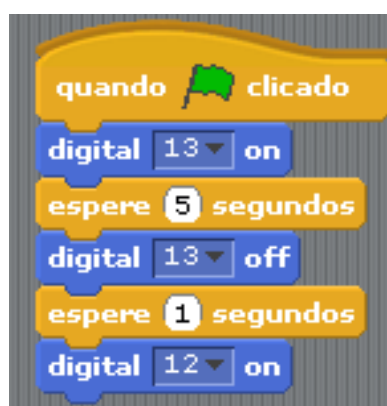 quando clicado
digital 13 on
espere 5 segundos
digital 13 off
espere 1 segundos
digital 12 on